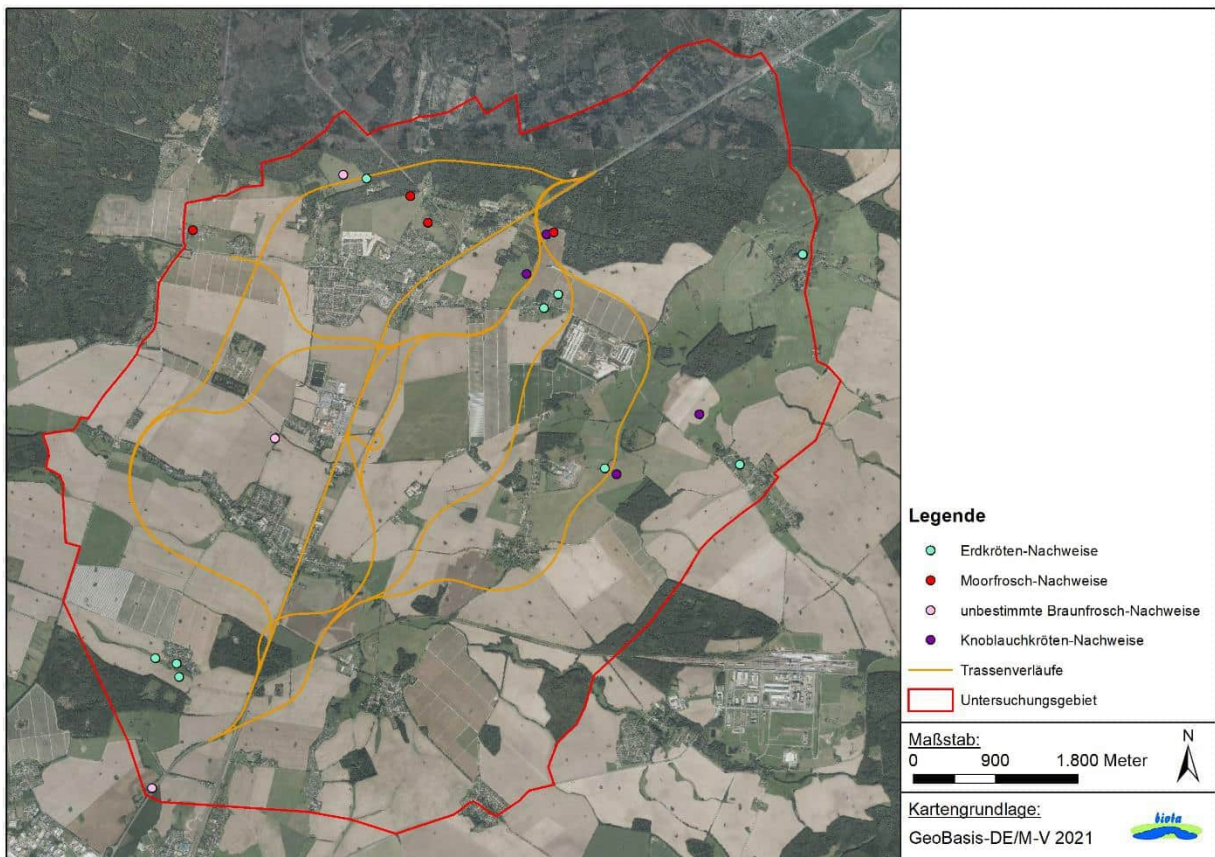 Legende
Erdkröten-Nachweise
Moorfrosch-Nachweise
unbestimmte Braunfrosch-Nachweise
Knoblauchkröten-Nachweise
Trassenverläufe
Untersuchungsgebiet
Maßstab:
0 900 1.800 Meter
N
Kartengrundlage:
GeoBasis-DE/M-V 2021
biota